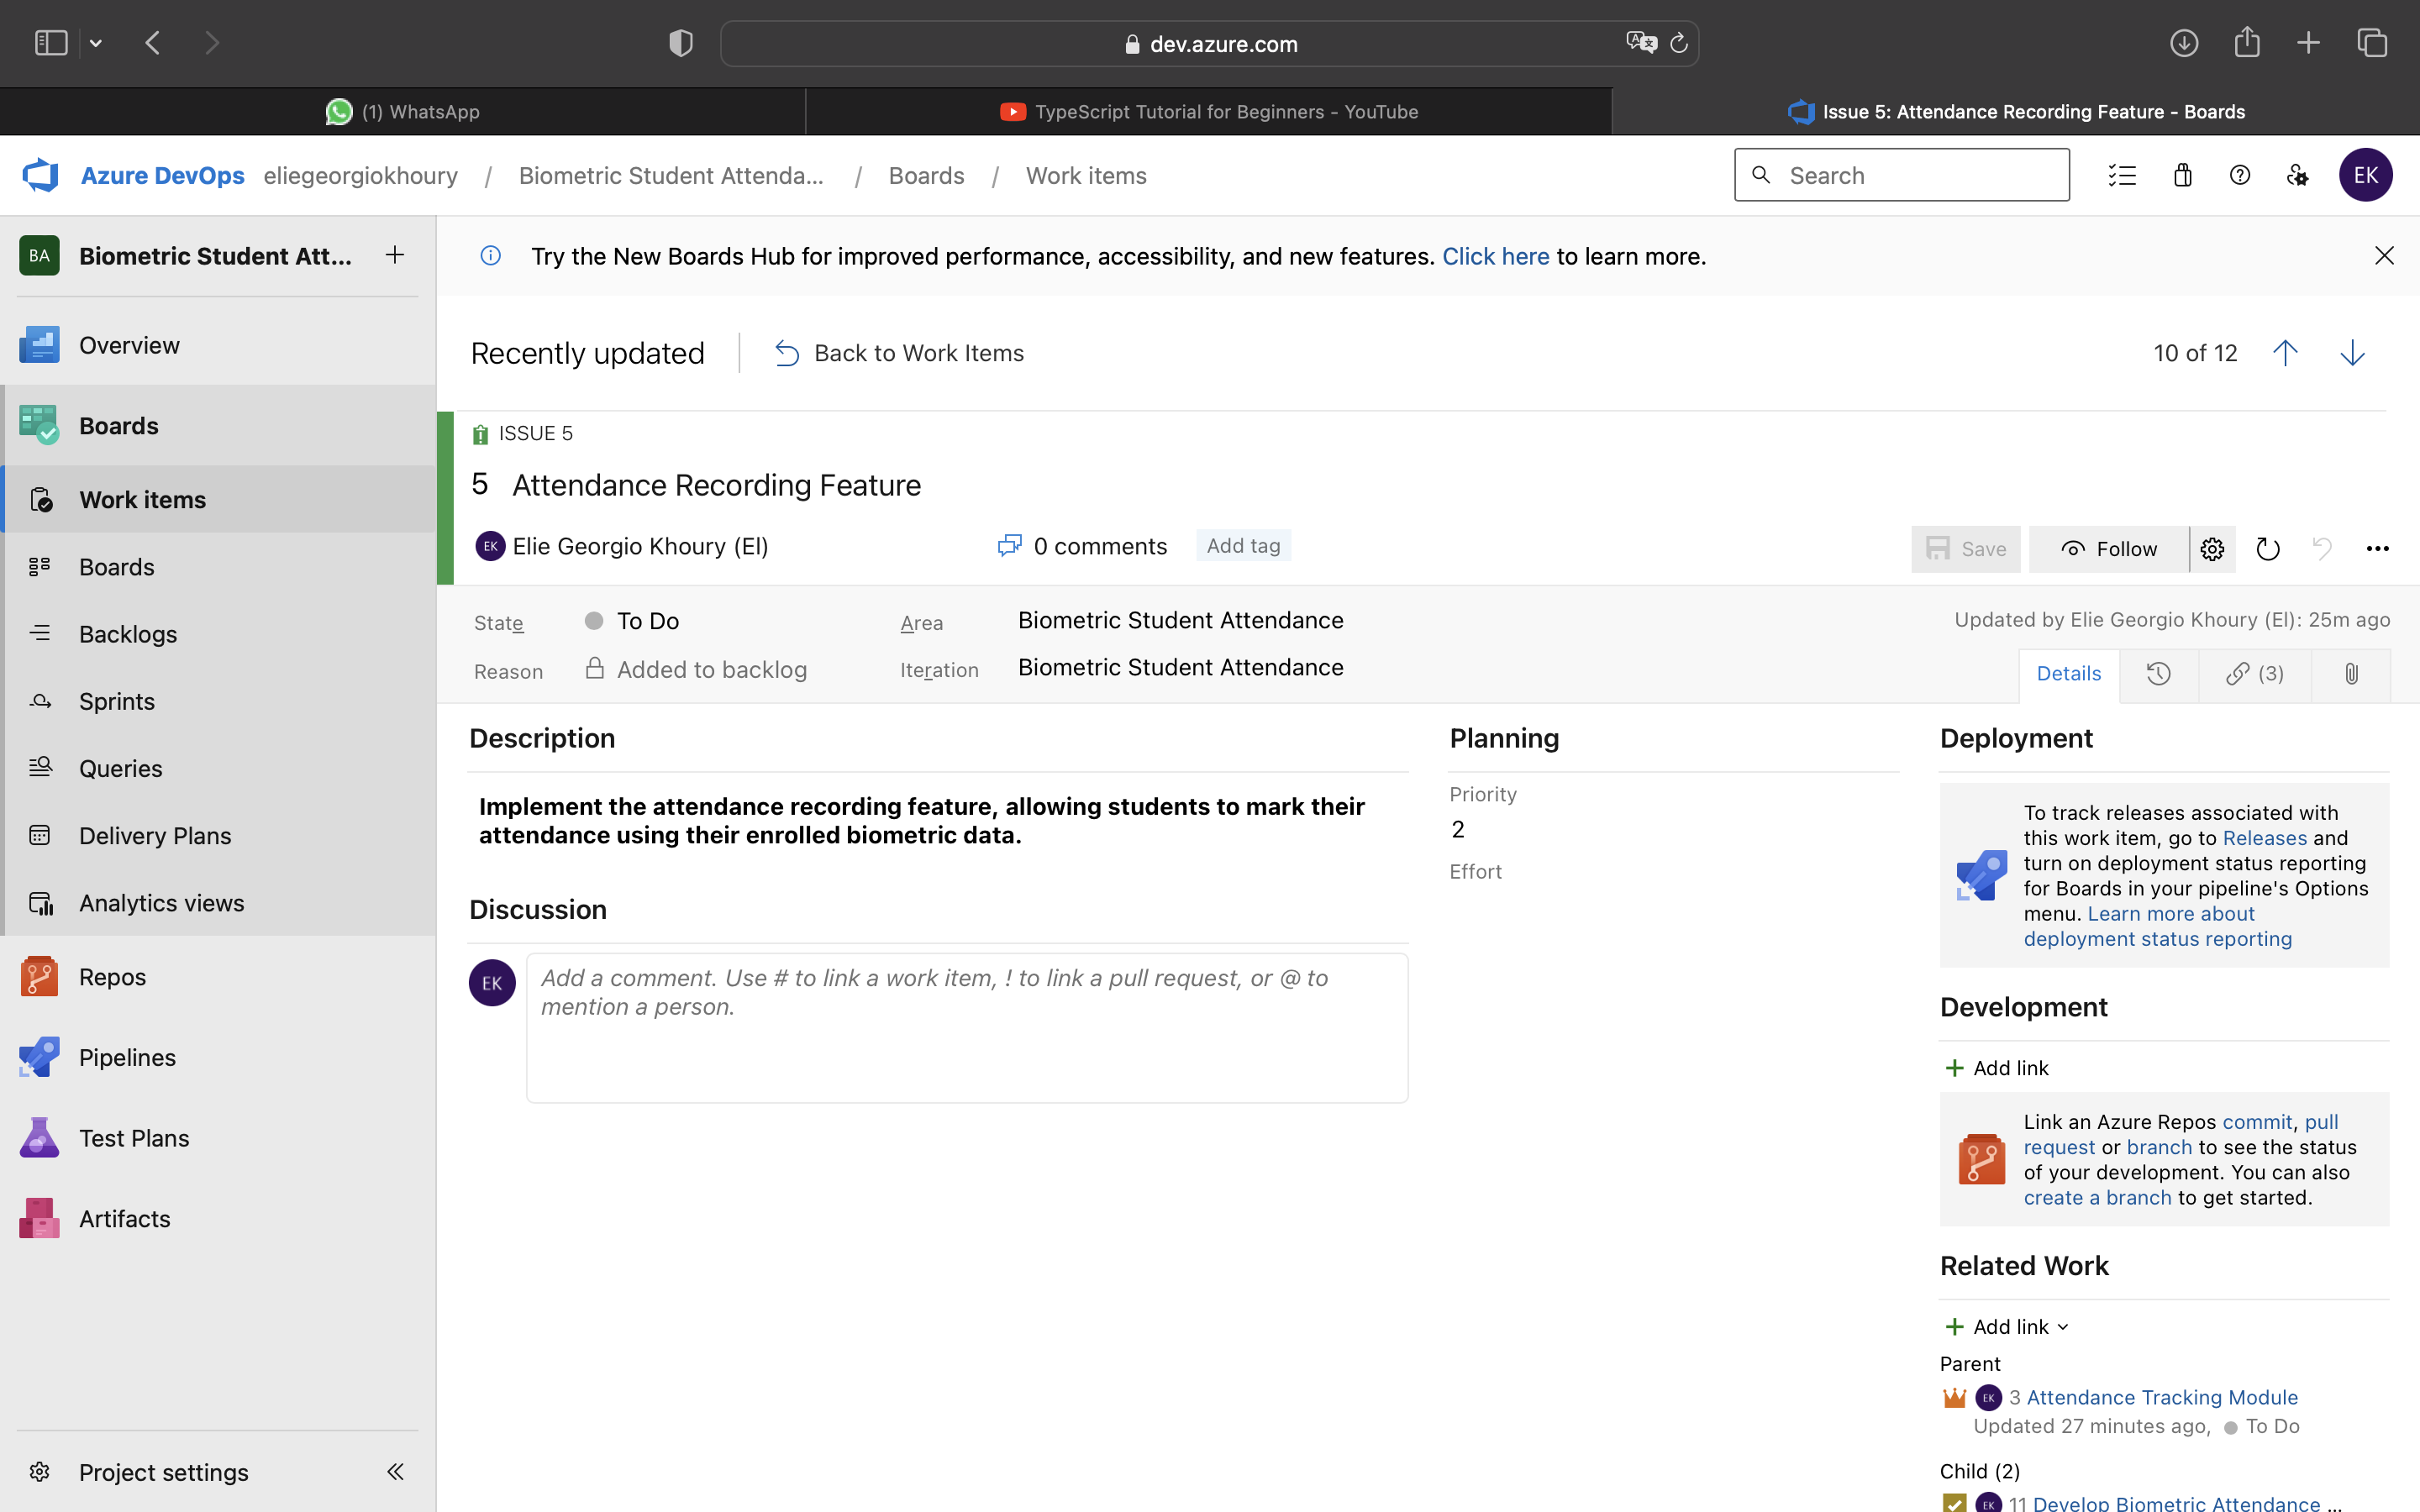 dev.azure.com
(1) WhatsApp
TypeScript Tutorial for Beginners - YouTube
Issue 5: Attendance Recording Feature - Boards
Azure DevOps eliegeorgiokhoury / Biometric Student Attenda... / Boards / Work items
Search
EK
BA Biometric Student Att...
Overview
Boards
Work items
Boards
Backlogs
Sprints
Queries
Delivery Plans
Analytics views
Repos
Pipelines
Test Plans
Artifacts
Project settings
Try the New Boards Hub for improved performance, accessibility, and new features. Click here to learn more.
Recently updated
Back to Work Items
10 of 12
ISSUE 5
5 Attendance Recording Feature
EK Elie Georgio Khoury (El)
0 comments
Add tag
Save
Follow
State To Do
Area Biometric Student Attendance
Updated by Elie Georgio Khoury (El): 25m ago
Reason Added to backlog
Iteration Biometric Student Attendance
Details
(3)
Description
Implement the attendance recording feature, allowing students to mark their
attendance using their enrolled biometric data.
Discussion
EK
Add a comment. Use # to link a work item, ! to link a pull request, or @ to
mention a person.
Planning
Priority
2
Effort
Deployment
To track releases associated with
this work item, go to Releases and
turn on deployment status reporting
for Boards in your pipeline's Options
menu. Learn more about
deployment status reporting
Development
Add link
Link an Azure Repos commit, pull
request or branch to see the status
of your development. You can also
create a branch to get started.
Related Work
Add link
Parent
EK 3 Attendance Tracking Module
Updated 27 minutes ago, To Do
Child (2)
EK 11 Develop Biometric Attendance ...